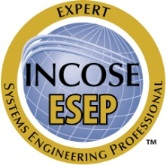 EXPERT
INCOSE
ESEP
SYSTEMS ENGINEERING PROFESSIONAL
TM